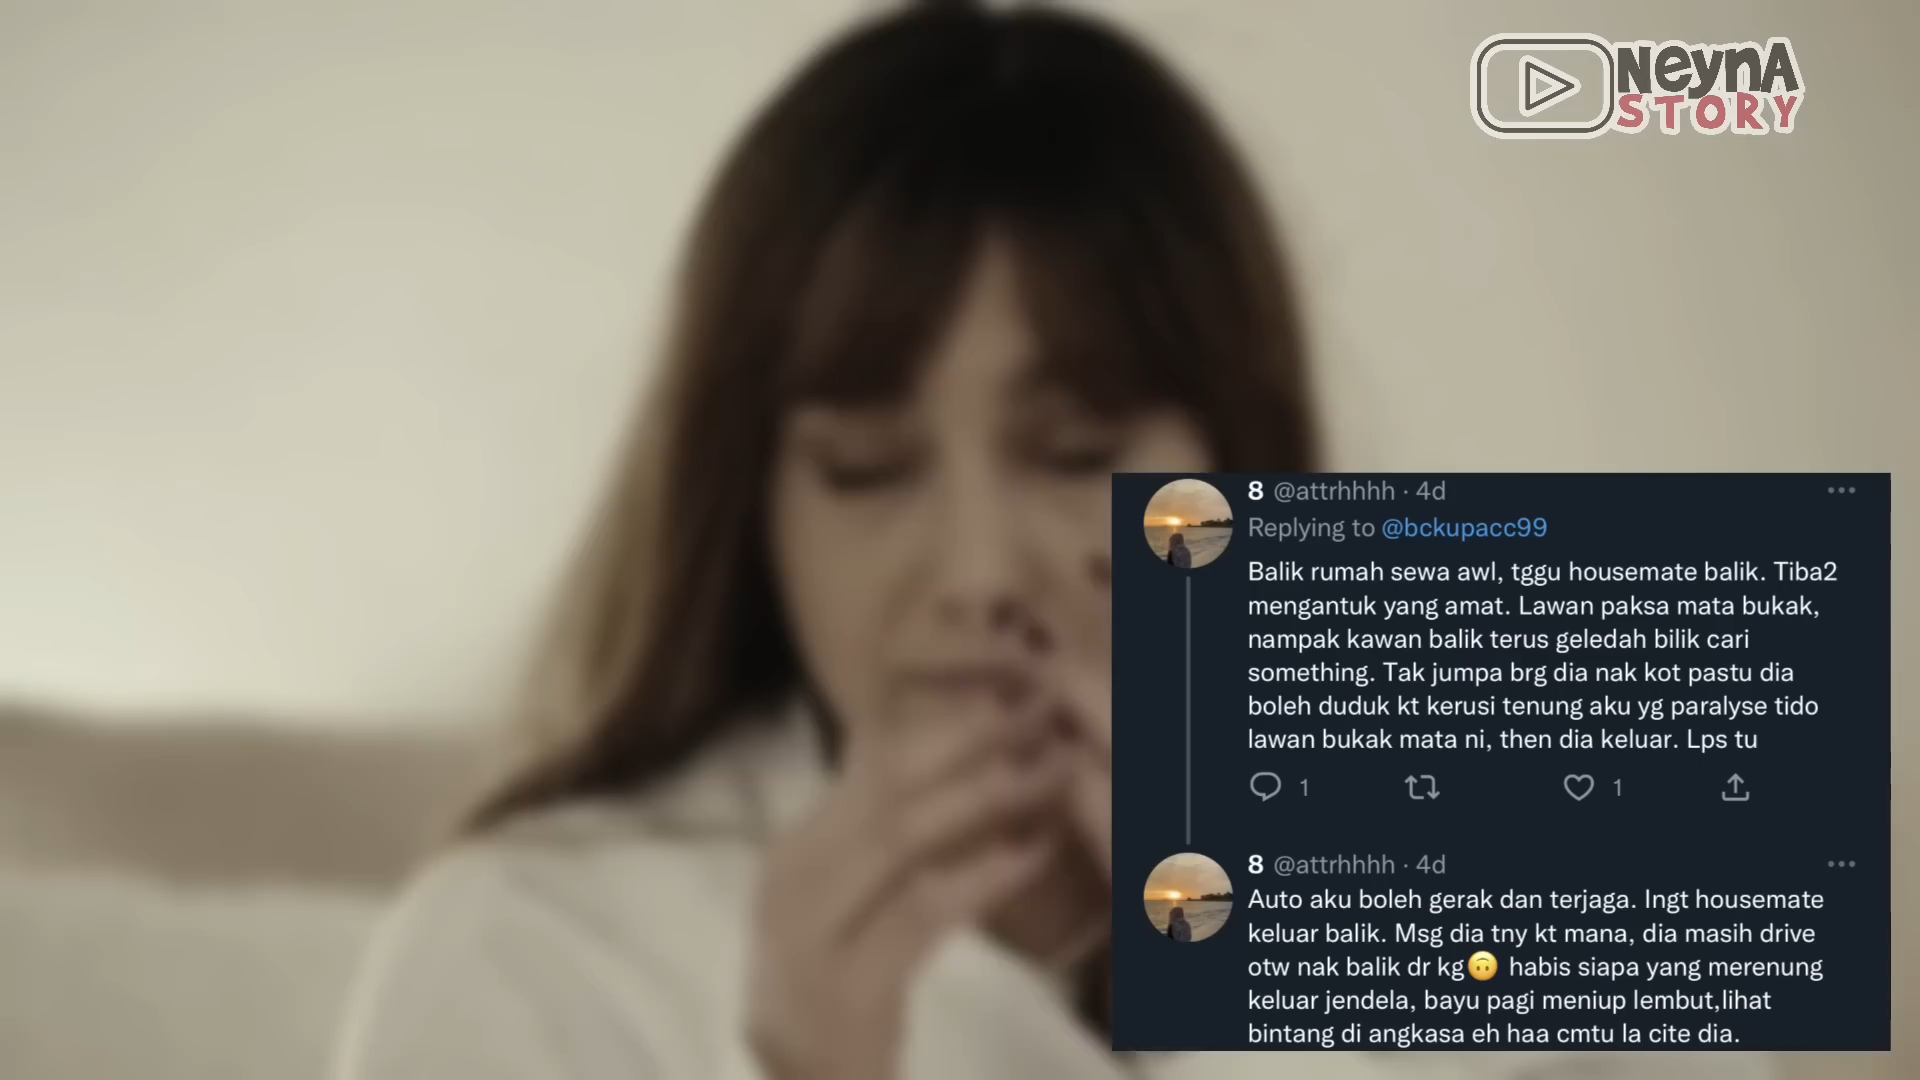 NeynA
STORY
8 @attrhhhh · 4d
Replying to @bckupacc99
Balik rumah sewa awl, tggu housemate balik. Tiba2
mengantuk yang amat. Lawan paksa mata bukak,
nampak kawan balik terus geledah bilik cari
something. Tak jumpa brg dia nak kot pastu dia
boleh duduk kt kerusi tenung aku yg paralyse tido
lawan bukak mata ni, then dia keluar. Lps tu
1 1
8 @attrhhhh · 4d
Auto aku boleh gerak dan terjaga. Ingt housemate
keluar balik. Msg dia tny kt mana, dia masih drive
otw nak balik dr kg🙃 habis siapa yang merenung
keluar jendela, bayu pagi meniup lembut,lihat
bintang di angkasa eh haa cmtu la cite dia.